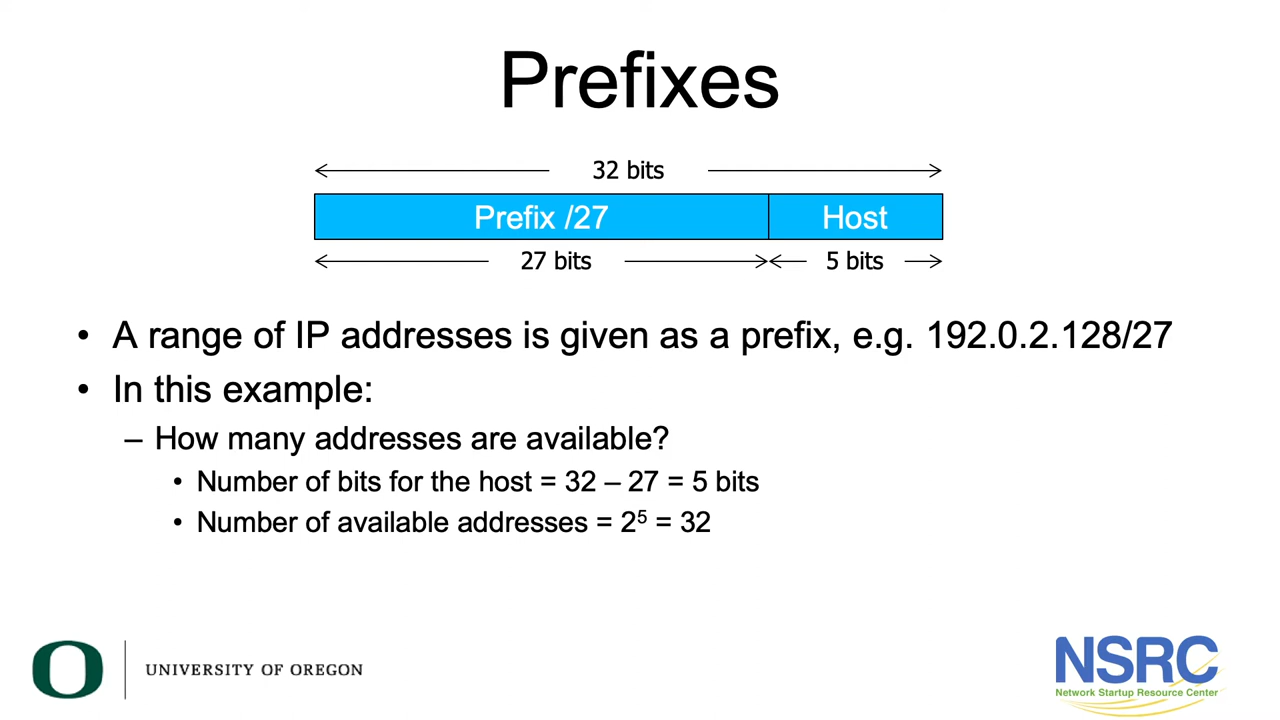 Prefixes
32 bits
Prefix /27
Host
27 bits
5 bits
• A range of IP addresses is given as a prefix, e.g. 192.0.2.128/27
• In this example:
– How many addresses are available?
• Number of bits for the host = 32 – 27 = 5 bits
• Number of available addresses = 2⁵ = 32
O
UNIVERSITY OF OREGON
NSRC
Network Startup Resource Center